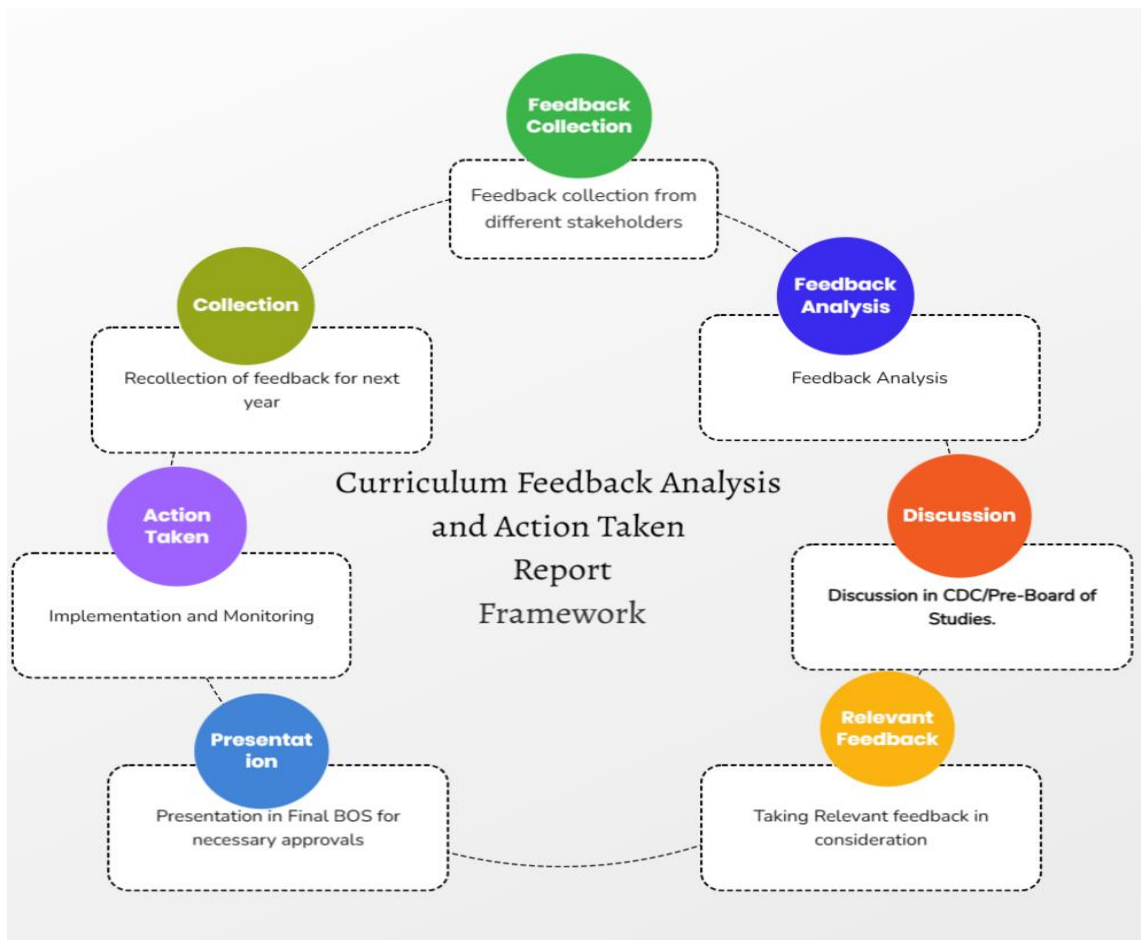 Feedback
Collection
Feedback collection from
different stakeholders
Feedback
Analysis
Feedback Analysis
Discussion
Discussion in CDC/Pre-Board of
Studies.
Relevant
Feedback
Taking Relevant feedback in
consideration
Presentat
ion
Presentation in Final BOS for
necessary approvals
Action
Taken
Implementation and Monitoring
Collection
Recollection of feedback for next
year
Curriculum Feedback Analysis
and Action Taken
Report
Framework